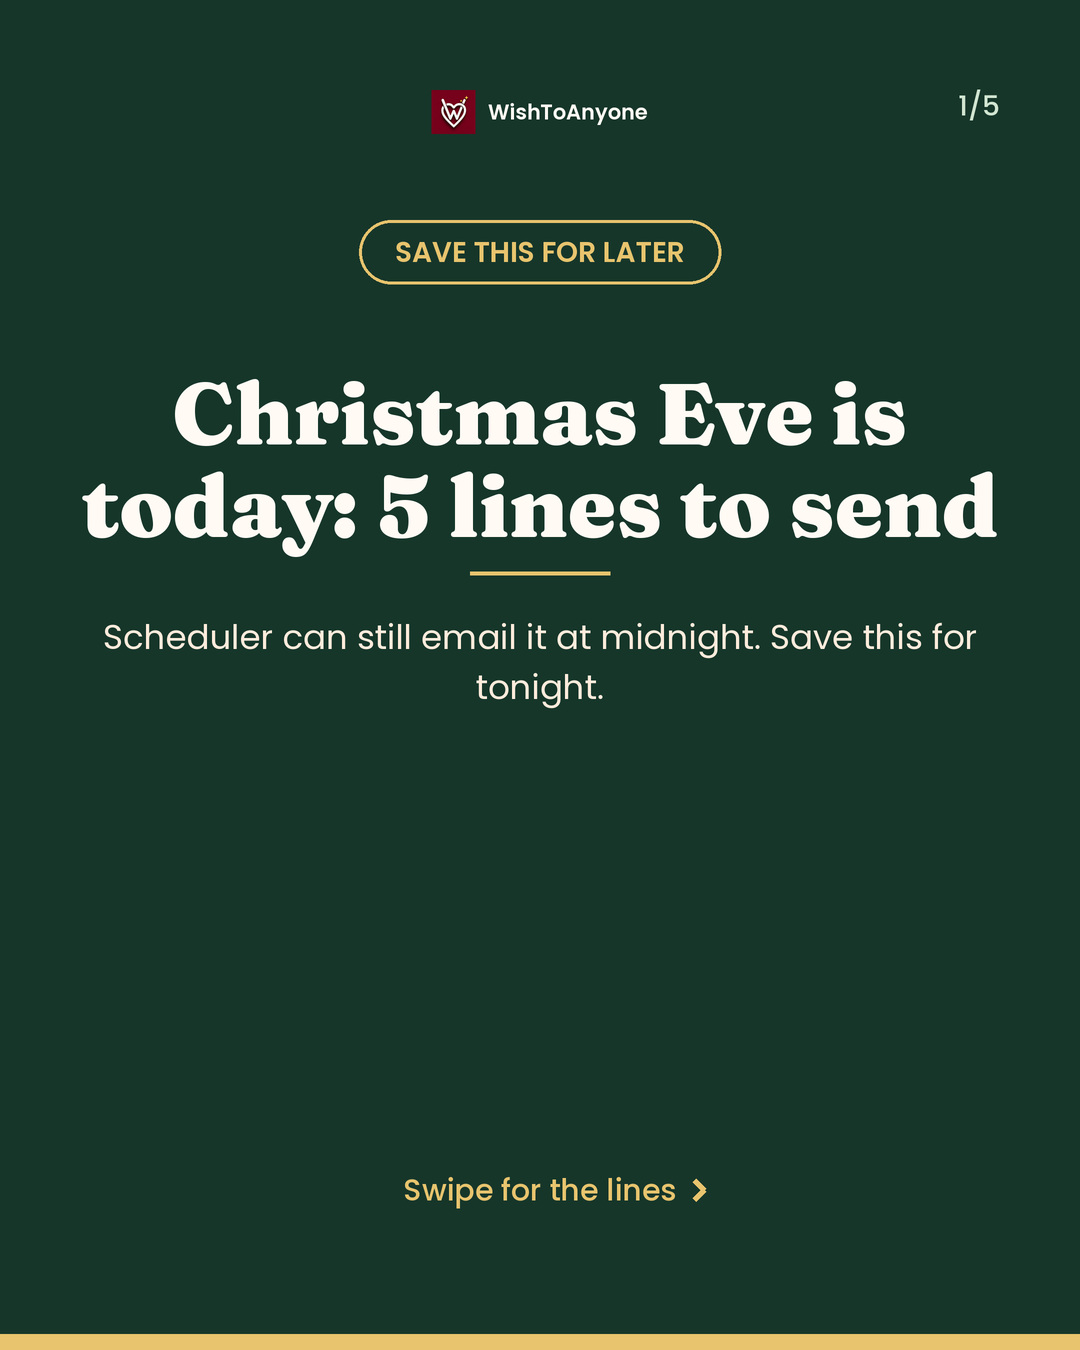 WishToAnyone
1/5
SAVE THIS FOR LATER
Christmas Eve is
today: 5 lines to send
Scheduler can still email it at midnight. Save this for
tonight.
Swipe for the lines